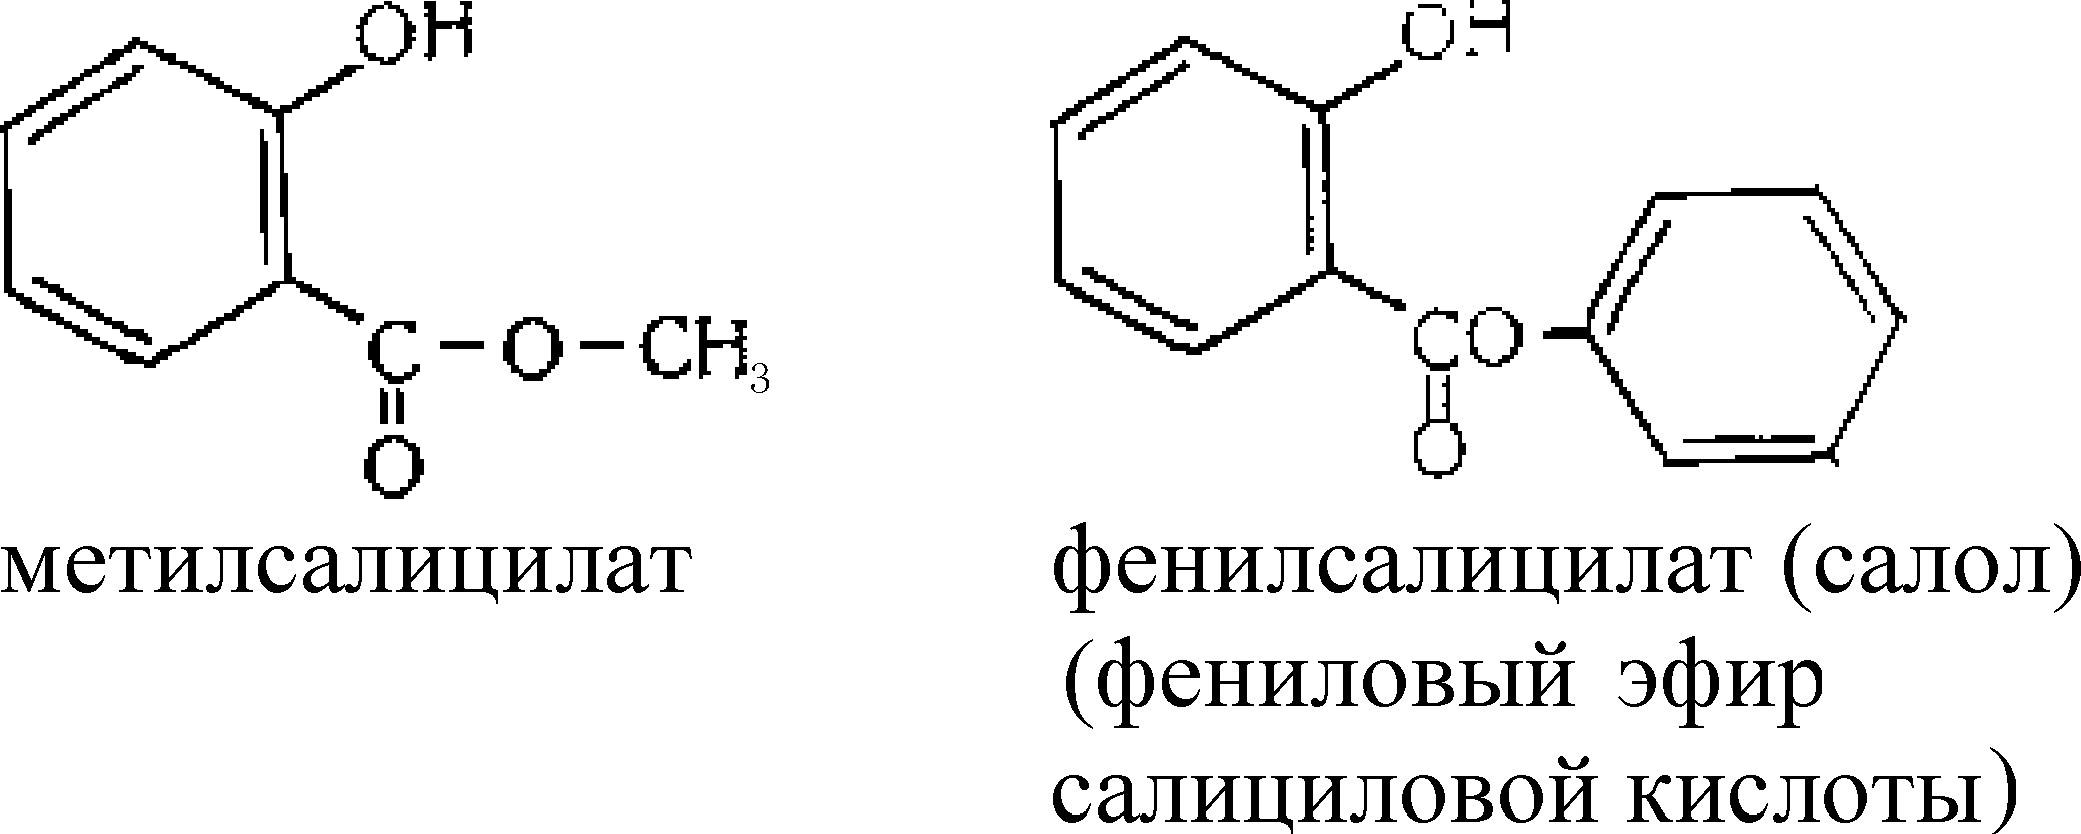 OH
C — O — CH₃
O
метилсалицилат
OH
CO
O
фенилсалицилат (салол)
(фениловый эфир
салициловой кислоты)